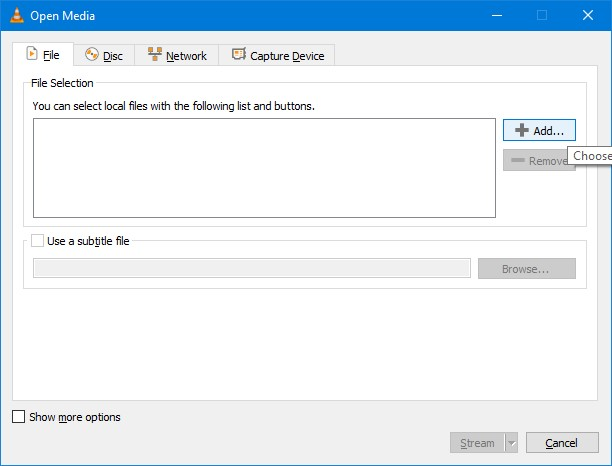 Open Media
File Disc Network Capture Device
File Selection
You can select local files with the following list and buttons.
Add...
Remove
Choose
Use a subtitle file
Browse...
Show more options
Stream Cancel